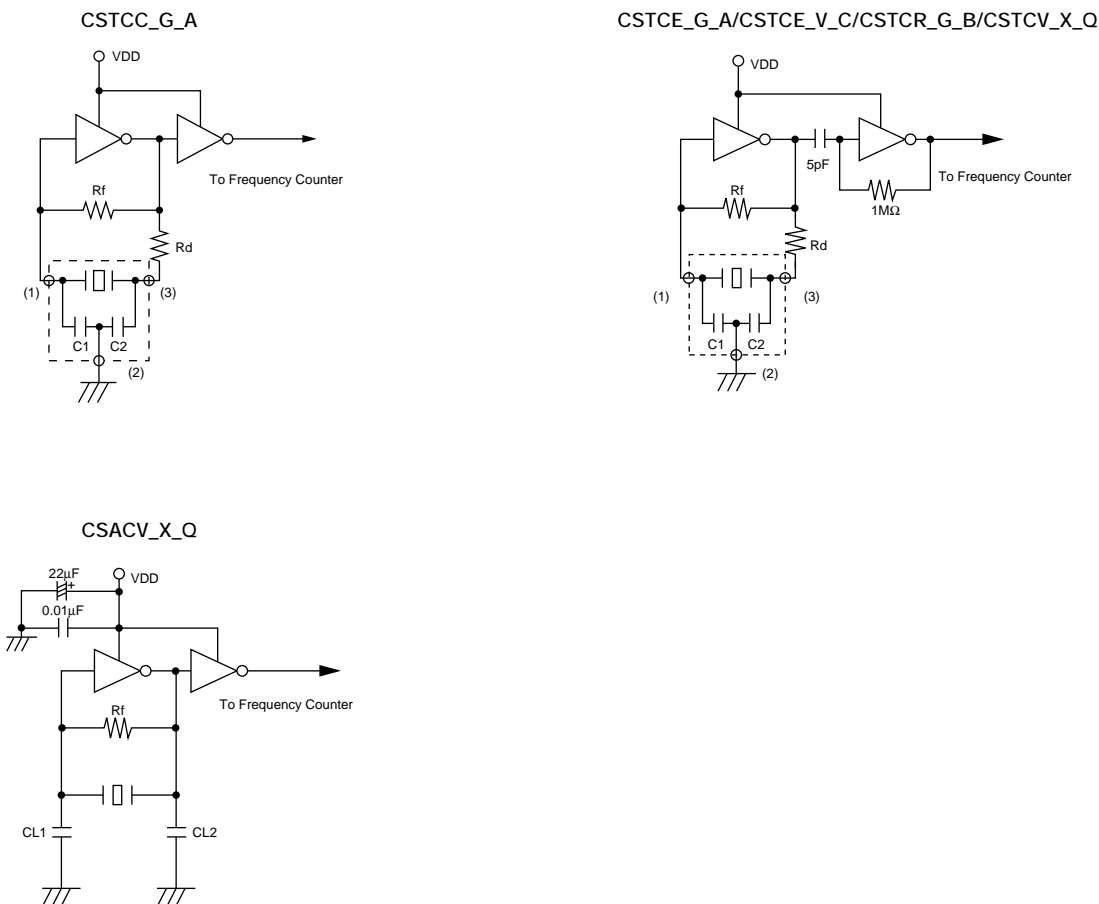 CSTCC_G_A
VDD
To Frequency Counter
Rf
Rd
(1)
(3)
C1
C2
(2)
CSTCE_G_A/CSTCE_V_C/CSTCR_G_B/CSTCV_X_Q
VDD
5pF
To Frequency Counter
Rf
1MΩ
Rd
(1)
(3)
C1
C2
(2)
CSACV_X_Q
22μF
+
VDD
0.01μF
To Frequency Counter
Rf
CL1
CL2